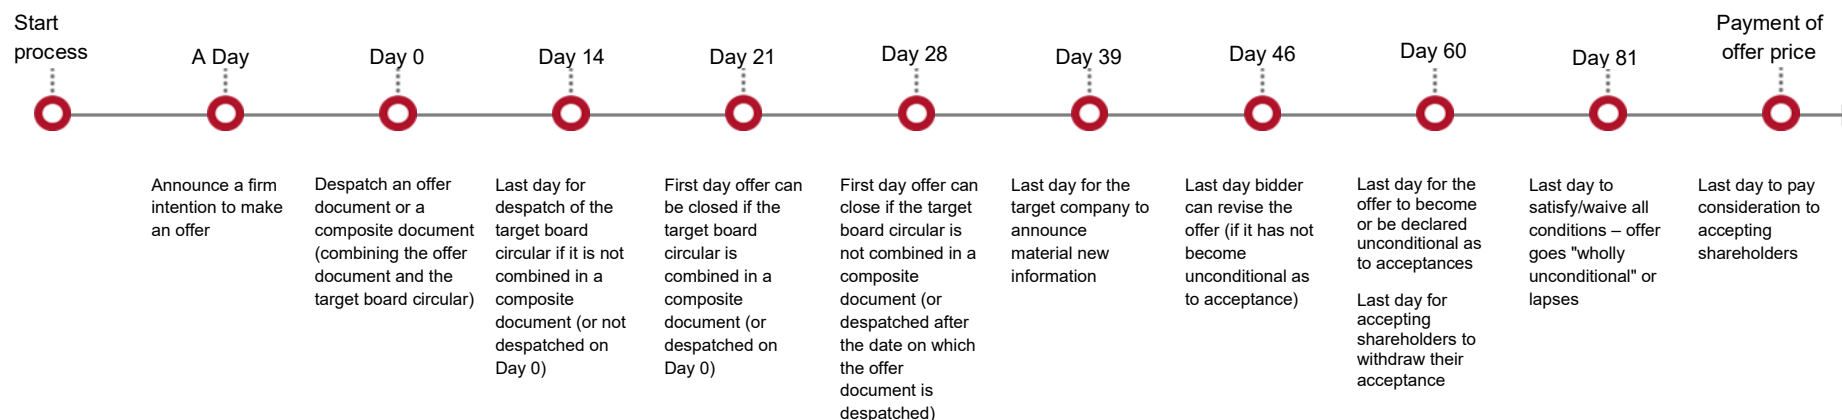 Start
process
A Day
Day 0
Day 14
Day 21
Day 28
Day 39
Day 46
Day 60
Day 81
Payment of
offer price
Announce a firm
intention to make
an offer
Despatch an offer
document or a
composite document
(combining the offer
document and the
target board circular)
Last day for
despatch of the
target board
circular if it is not
combined in a
composite
document (or not
despatched on
Day 0)
First day offer can
be closed if the
target board
circular is
combined in a
composite
document (or
despatched on
Day 0)
First day offer can
close if the target
board circular is
not combined in a
composite
document (or
despatched after
the date on which
the offer
document is
despatched)
Last day for the
target company to
announce
material new
information
Last day bidder
can revise the
offer (if it has not
become
unconditional as
to acceptance)
Last day for the
offer to become
or be declared
unconditional as
to acceptances
Last day for
accepting
shareholders to
withdraw their
acceptance
Last day to
satisfy/waive all
conditions – offer
goes "wholly
unconditional" or
lapses
Last day to pay
consideration to
accepting
shareholders